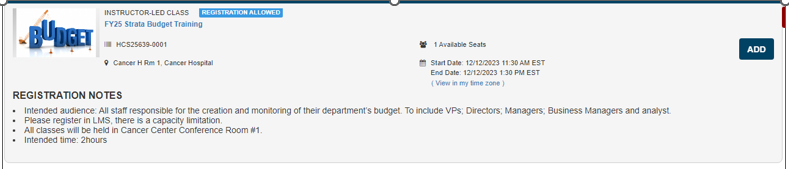 BUDGET
INSTRUCTOR-LED CLASS REGISTRATION ALLOWED
FY25 Strata Budget Training
HCS25639-0001
1 Available Seats
ADD
Cancer H Rm 1, Cancer Hospital
Start Date: 12/12/2023 11:30 AM EST
End Date: 12/12/2023 1:30 PM EST
( View in my time zone )
REGISTRATION NOTES
• Intended audience: All staff responsible for the creation and monitoring of their department's budget. To include VPs; Directors; Managers; Business Managers and analyst.
• Please register in LMS, there is a capacity limitation.
• All classes will be held in Cancer Center Conference Room #1.
• Intended time: 2hours